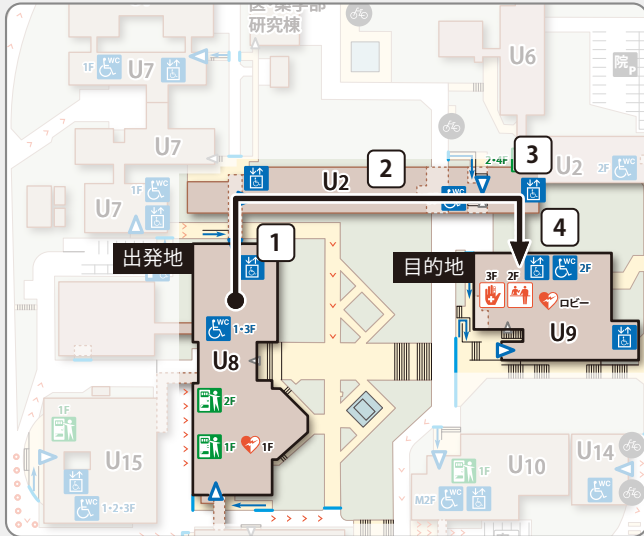 医・薬学部
研究棟
U6
院P
1F WC U7
U7
2・4F
3
U2
WC 2F
2
U2
WC
1F WC
U7
4
1
出発地
目的地
3F 2F WC 2F
ロビー
U9
WC 1・3F
U8
2F
1F 1F
1F
U15
WC 1・2・3F
1F
U10
U14
M2F WC
WC